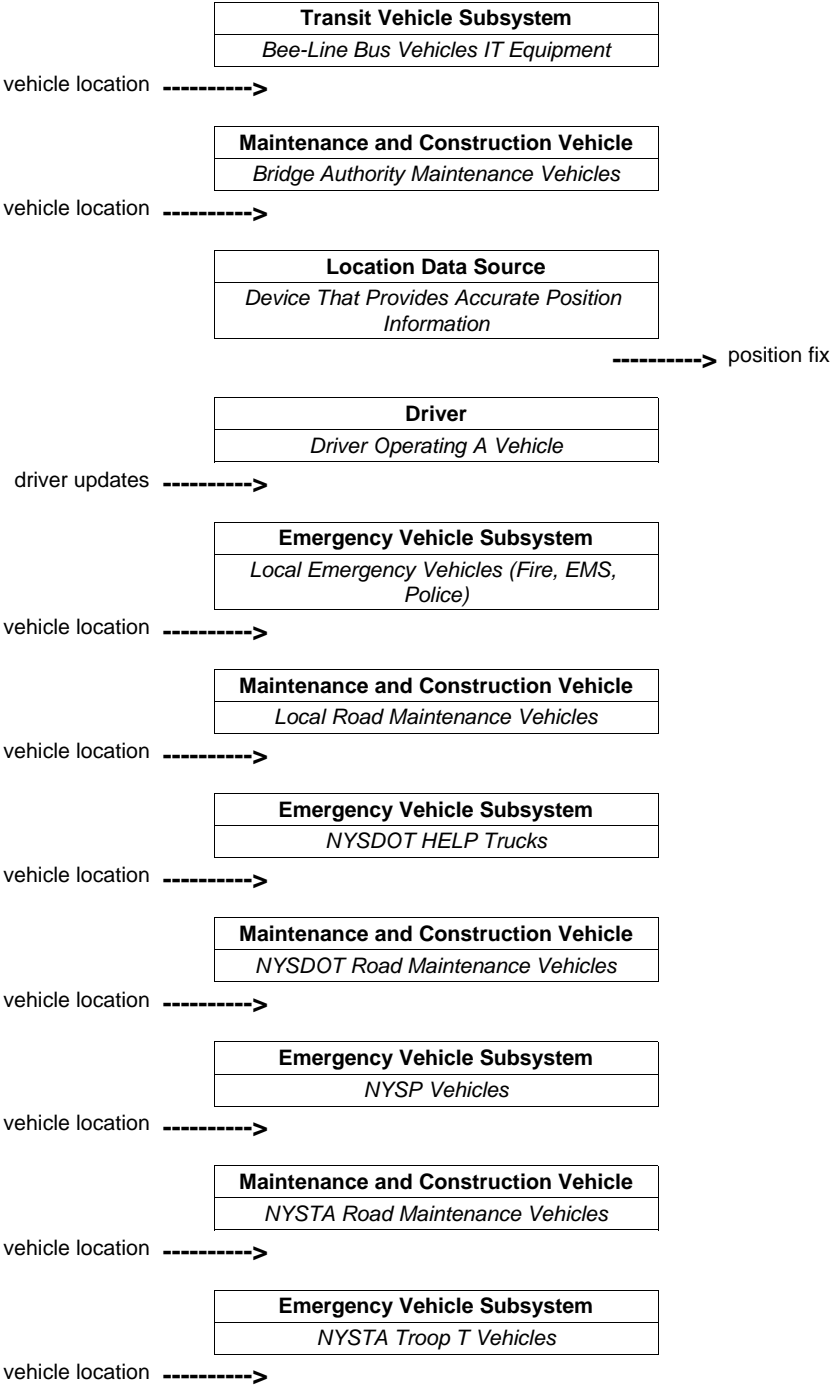 Transit Vehicle Subsystem
Bee-Line Bus Vehicles IT Equipment
vehicle location ---------->
Maintenance and Construction Vehicle
Bridge Authority Maintenance Vehicles
vehicle location ---------->
Location Data Source
Device That Provides Accurate Position
Information
----------> position fix
Driver
Driver Operating A Vehicle
driver updates ---------->
Emergency Vehicle Subsystem
Local Emergency Vehicles (Fire, EMS,
Police)
vehicle location ---------->
Maintenance and Construction Vehicle
Local Road Maintenance Vehicles
vehicle location ---------->
Emergency Vehicle Subsystem
NYSDOT HELP Trucks
vehicle location ---------->
Maintenance and Construction Vehicle
NYSDOT Road Maintenance Vehicles
vehicle location ---------->
Emergency Vehicle Subsystem
NYSP Vehicles
vehicle location ---------->
Maintenance and Construction Vehicle
NYSTA Road Maintenance Vehicles
vehicle location ---------->
Emergency Vehicle Subsystem
NYSTA Troop T Vehicles
vehicle location ---------->